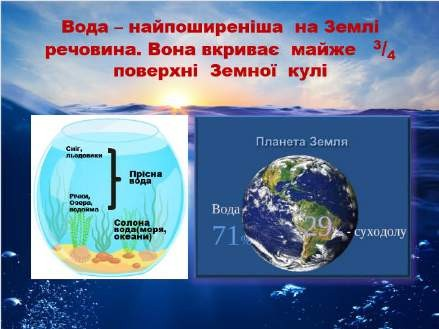 Вода – найпоширеніша на Землі
речовина. Вона вкриває майже 3/4
поверхні Земної кулі
Сніг,
льодовики
Прісна
вода
Річки,
Озера,
водойма
Солона
вода(моря,
океани)
Планета Земля
Вода
71%
29% - суходолу